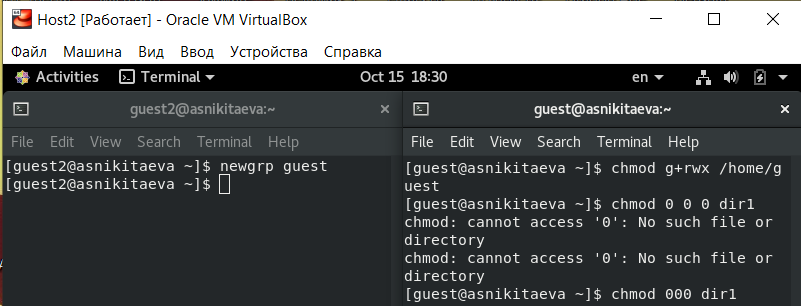 Host2 [Работает] - Oracle VM VirtualBox
Файл Машина Вид Ввод Устройства Справка
Activities Terminal Oct 15 18:30 en
guest2@asnikitaeva:~
File Edit View Search Terminal Help
[guest2@asnikitaeva ~]$ newgrp guest
[guest2@asnikitaeva ~]$
guest@asnikitaeva:~
File Edit View Search Terminal Help
[guest@asnikitaeva ~]$ chmod g+rwx /home/g
uest
[guest@asnikitaeva ~]$ chmod 0 0 0 dir1
chmod: cannot access '0': No such file or
directory
chmod: cannot access '0': No such file or
directory
[guest@asnikitaeva ~]$ chmod 000 dir1